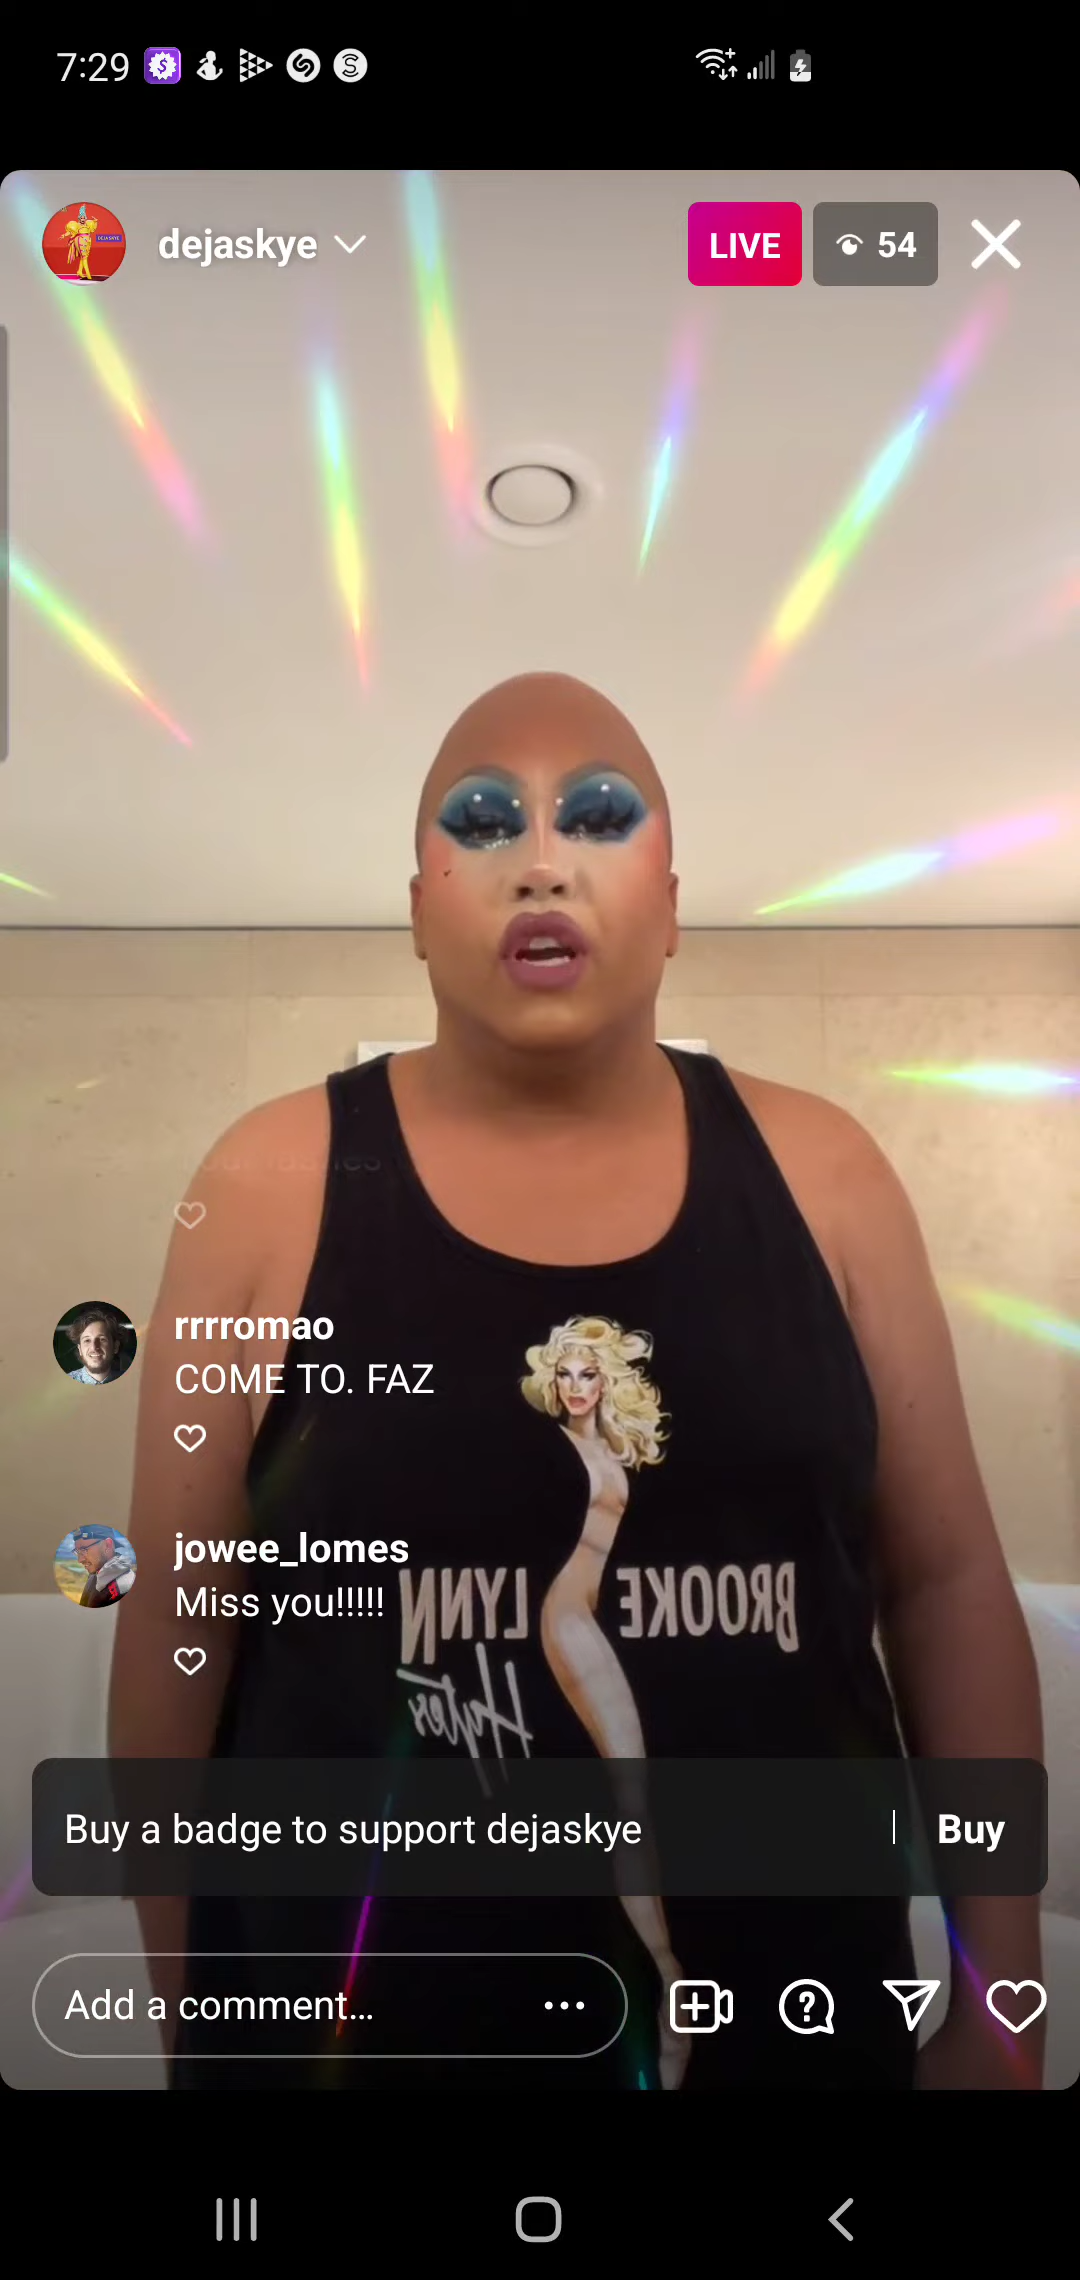 7:29
dejaskye
LIVE
54
rrrromao
COME TO. FAZ
jowee_lomes
Miss you!!!!!
BROOKE LYNN
Hytes
Buy a badge to support dejaskye
Buy
Add a comment...